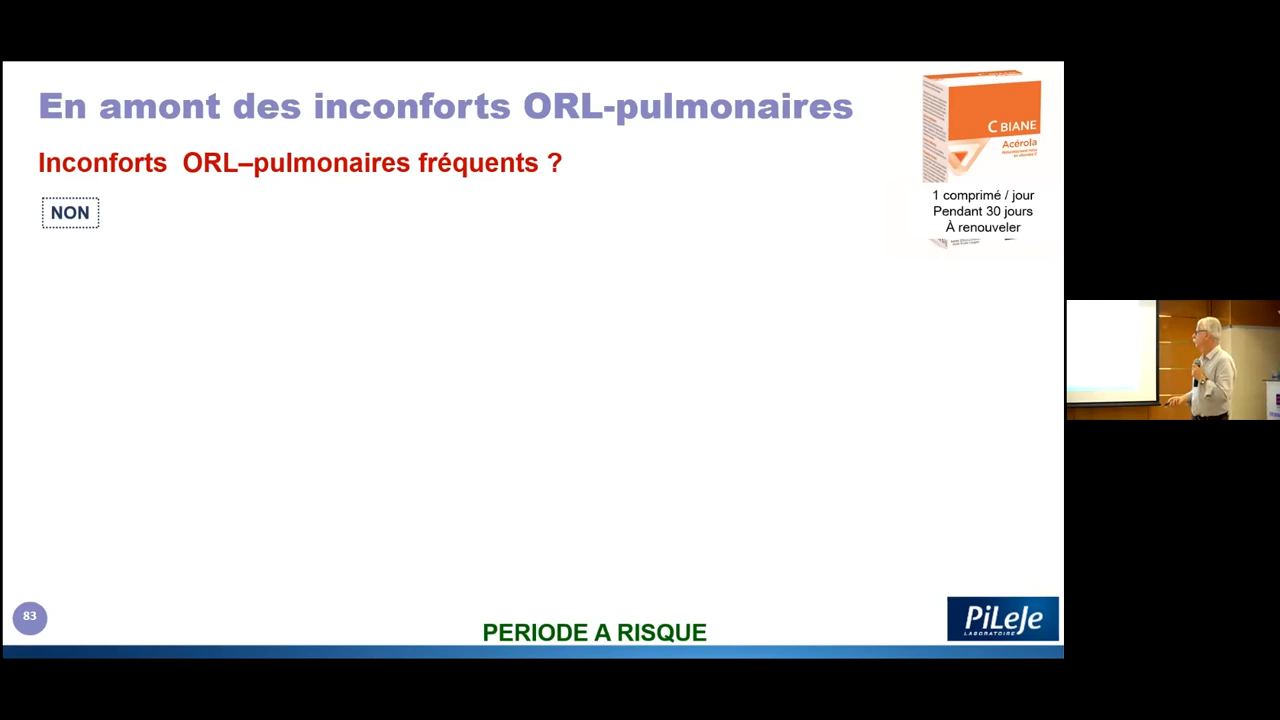 En amont des inconforts ORL-pulmonaires
Inconforts ORL–pulmonaires fréquents ?
NON
C BIANE
Acérola
1 comprimé / jour
Pendant 30 jours
À renouveler
83
PERIODE A RISQUE
PiLeJe
LABORATOIRE